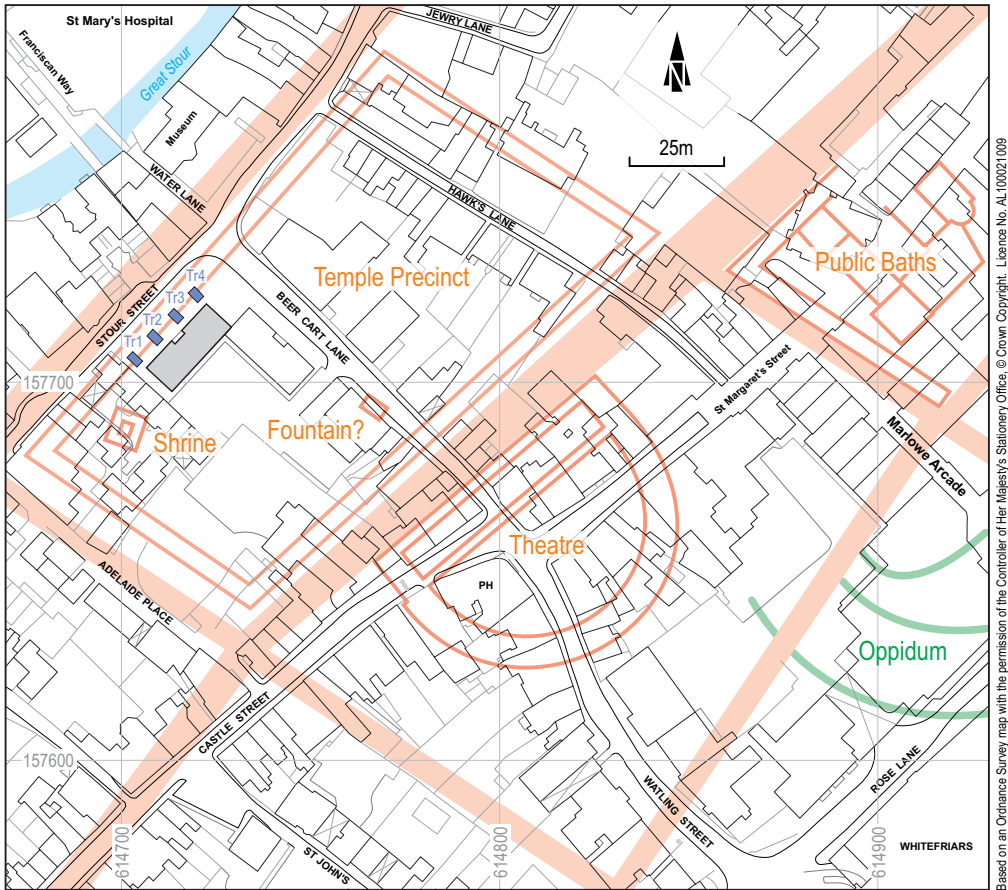 St Mary's Hospital
JEWRY LANE
Franciscan Way
Great Stour
Museum
25m
WATER LANE
HAWK'S LANE
Temple Precinct
Public Baths
Tr4
Tr3
Tr2
Tr1
STOUR STREET
BEER CART LANE
St Margaret's Street
157700
Shrine
Fountain?
Marlowe Arcade
Theatre
PH
ADELAIDE PLACE
Oppidum
CASTLE STREET
157600
WATLING STREET
ROSE LANE
614700
614800
614900
ST JOHN'S
WHITEFRIARS
Based on an Ordnance Survey map with the permission of the Controller of Her Majesty's Stationery Office, © Crown Copyright. Licence No. AL100021009
N